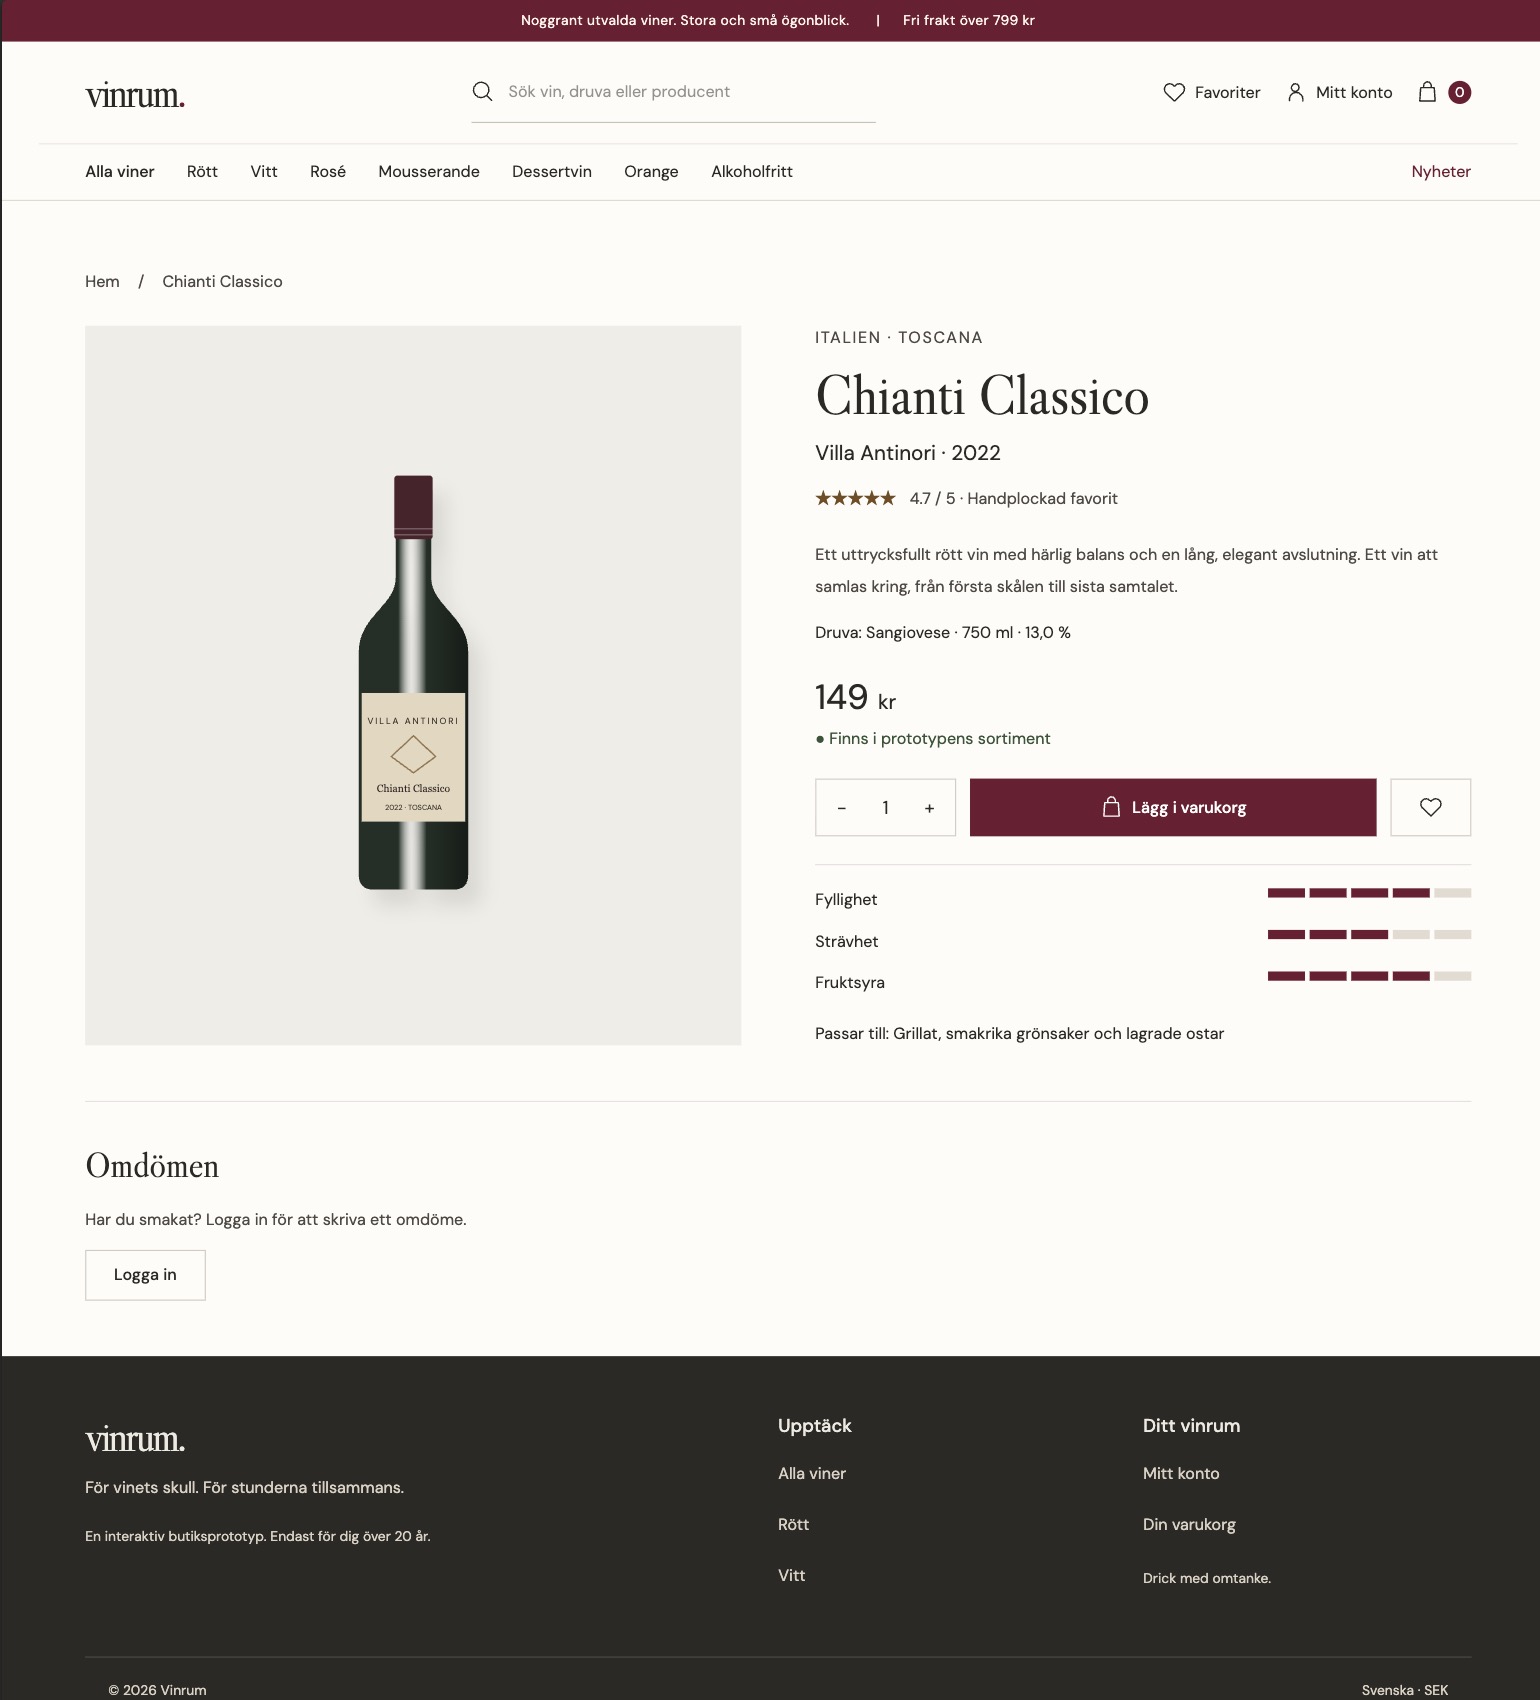 Noggrant utvalda viner. Stora och små ögonblick. | Fri frakt över 799 kr
vinrum.
Sök vin, druva eller producent
Favoriter
Mitt konto
0
Alla viner Rött Vitt Rosé Mousserande Dessertvin Orange Alkoholfritt Nyheter
Hem / Chianti Classico
VILLA ANTINORI
Chianti Classico
2022 · TOSCANA
ITALIEN · TOSCANA
Chianti Classico
Villa Antinori · 2022
★★★★★ 4.7 / 5 · Handplockad favorit
Ett uttrycksfullt rött vin med härlig balans och en lång, elegant avslutning. Ett vin att
samlas kring, från första skålen till sista samtalet.
Druva: Sangiovese · 750 ml · 13,0 %
149 kr
● Finns i prototypens sortiment
− 1 +
Lägg i varukorg
Fyllighet
Strävhet
Fruktsyra
Passar till: Grillat, smakrika grönsaker och lagrade ostar
Omdömen
Har du smakat? Logga in för att skriva ett omdöme.
Logga in
vinrum.
För vinets skull. För stunderna tillsammans.
En interaktiv butiksprototyp. Endast för dig över 20 år.
Upptäck
Alla viner
Rött
Vitt
Ditt vinrum
Mitt konto
Din varukorg
Drick med omtanke.
© 2026 Vinrum
Svenska · SEK